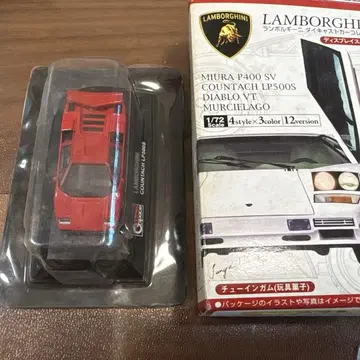 LAMBORGHINI
LAMBORGHI
ランボルギーニ ダイキャストカーコレ
ディスプレイス
MIURA P400 SV
COUNTACH LP500S
DIABLO VT
MURCIELAGO
1/72 Scale 4style×3color 12version
LAMBORGHINI
COUNTACH LP500S
チューインガム(玩具菓子)
●パッケージのイラストや写真はイメージで